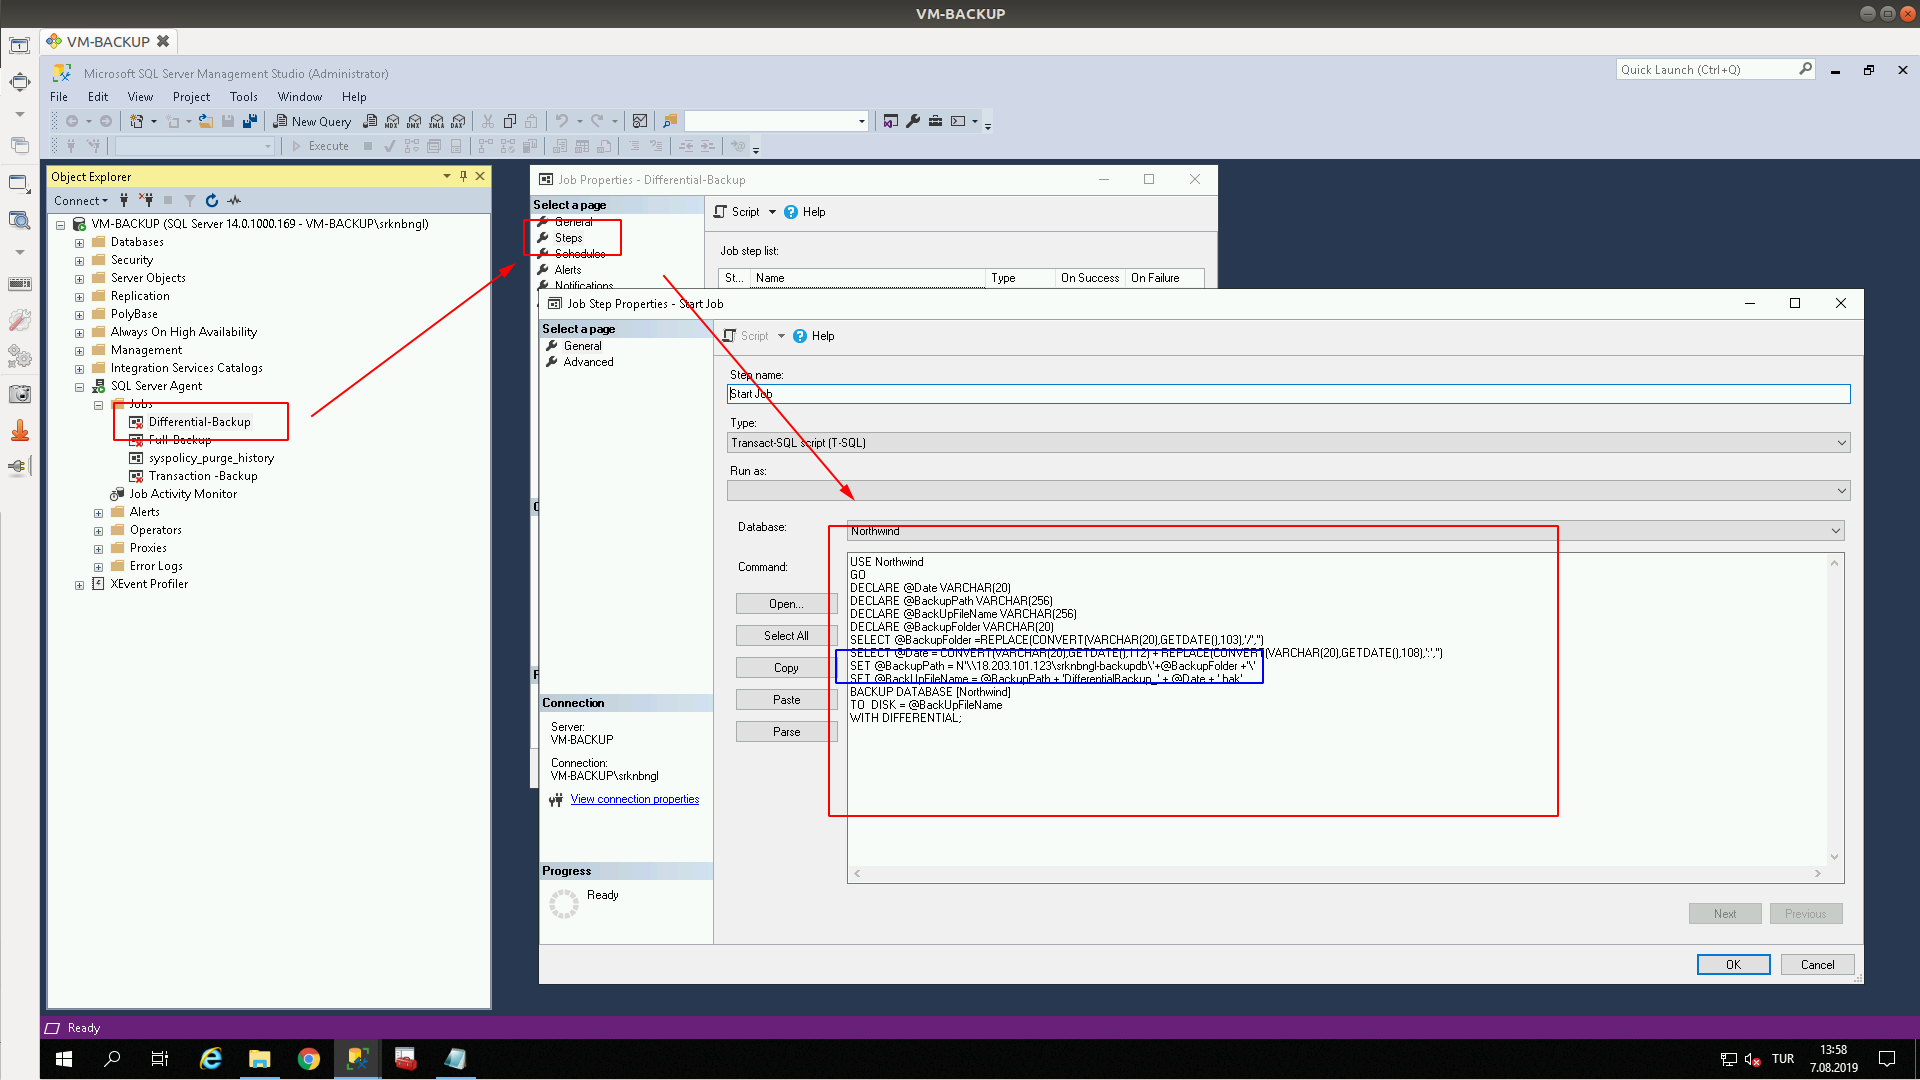 VM-BACKUP
VM-BACKUP
Microsoft SQL Server Management Studio (Administrator)
Quick Launch (Ctrl+Q)
File Edit View Project Tools Window Help
New Query
Execute
Object Explorer
Connect
VM-BACKUP (SQL Server 14.0.1000.169 - VM-BACKUP\srknbngl)
Databases
Security
Server Objects
Replication
PolyBase
Always On High Availability
Management
Integration Services Catalogs
SQL Server Agent
Jobs
Differential-Backup
Full-Backup
syspolicy_purge_history
Transaction -Backup
Job Activity Monitor
Alerts
Operators
Proxies
Error Logs
XEvent Profiler
Job Properties - Differential-Backup
Select a page
General
Steps
Schedules
Alerts
Notifications
Script Help
Job step list:
St... Name Type On Success On Failure
Job Step Properties - Start Job
Select a page
General
Advanced
Script Help
Step name:
Start Job
Type:
Transact-SQL script (T-SQL)
Run as:
Database:
Northwind
Command:
Open...
Select All
Copy
Paste
Parse
USE Northwind
GO
DECLARE @Date VARCHAR(20)
DECLARE @BackupPath VARCHAR(256)
DECLARE @BackUpFileName VARCHAR(256)
DECLARE @BackupFolder VARCHAR(20)
SELECT @BackupFolder =REPLACE(CONVERT(VARCHAR(20),GETDATE(),103),'/','')
SELECT @Date = CONVERT(VARCHAR(20),GETDATE(),112) + REPLACE(CONVERT(VARCHAR(20),GETDATE(),108),':','')
SET @BackupPath = N'\\18.203.101.123\srknbngl-backupdb\'+@BackupFolder +'\'
SET @BackUpFileName = @BackupPath + 'DifferentialBackup_' + @Date + '.bak'
BACKUP DATABASE [Northwind]
TO DISK = @BackUpFileName
WITH DIFFERENTIAL;
Connection
Server:
VM-BACKUP
Connection:
VM-BACKUP\srknbngl
View connection properties
Progress
Ready
Next Previous
OK Cancel
Ready
TUR
13:58
7.08.2019